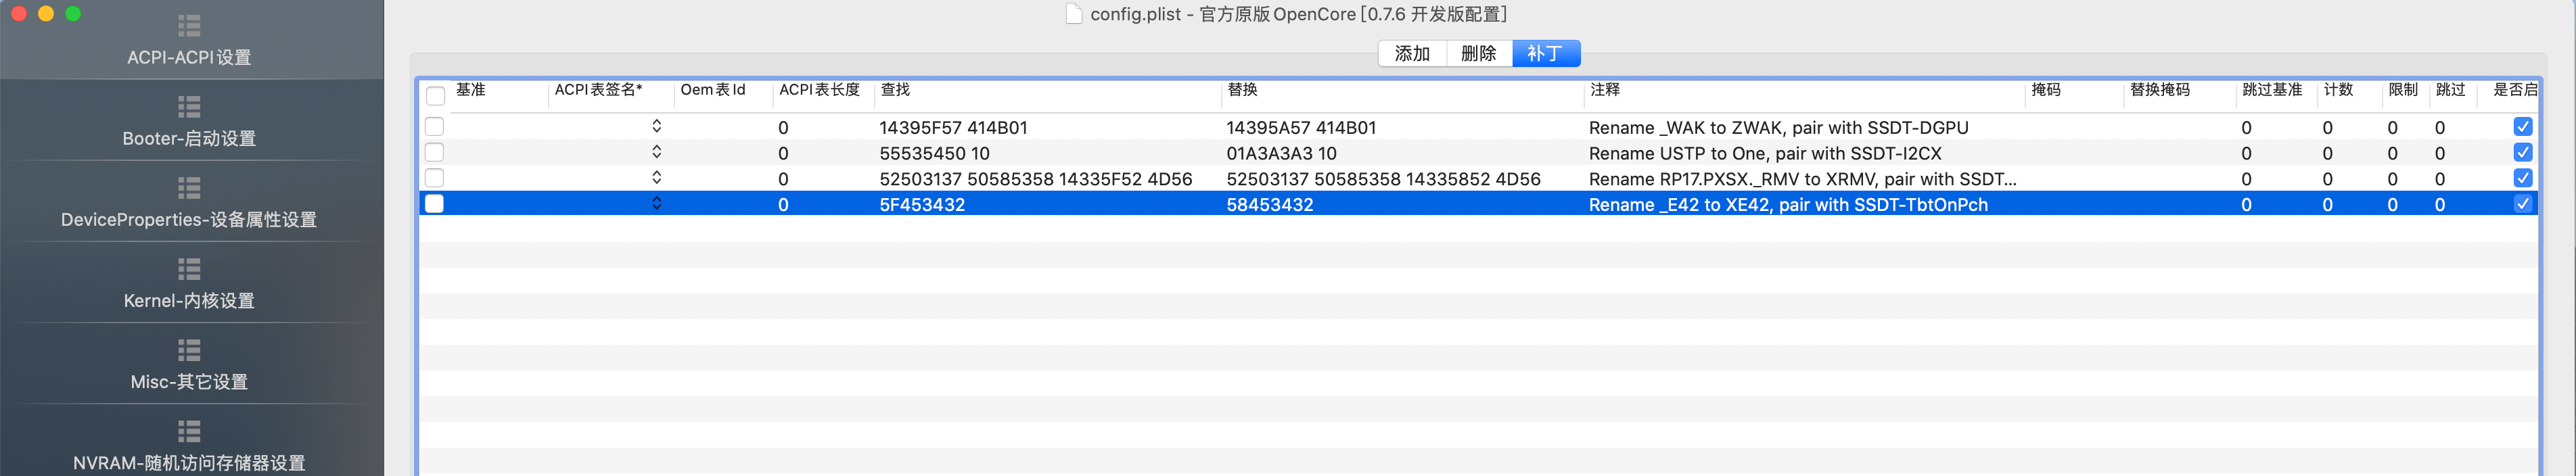 config.plist - 官方原版OpenCore [0.7.6 开发版配置]
ACPI-ACPI设置
Booter-启动设置
DeviceProperties-设备属性设置
Kernel-内核设置
Misc-其它设置
NVRAM-随机访问存储器设置
添加 删除 补丁
基准 ACPI表签名* Oem表Id ACPI表长度 查找 替换 注释 掩码 替换掩码 跳过基准 计数 限制 跳过 是否启
0 14395F57 414B01 14395A57 414B01 Rename _WAK to ZWAK, pair with SSDT-DGPU 0 0 0 0
0 55535450 10 01A3A3A3 10 Rename USTP to One, pair with SSDT-I2CX 0 0 0 0
0 52503137 50585358 14335F52 4D56 52503137 50585358 14335852 4D56 Rename RP17.PXSX._RMV to XRMV, pair with SSDT... 0 0 0 0
0 5F453432 58453432 Rename _E42 to XE42, pair with SSDT-TbtOnPch 0 0 0 0